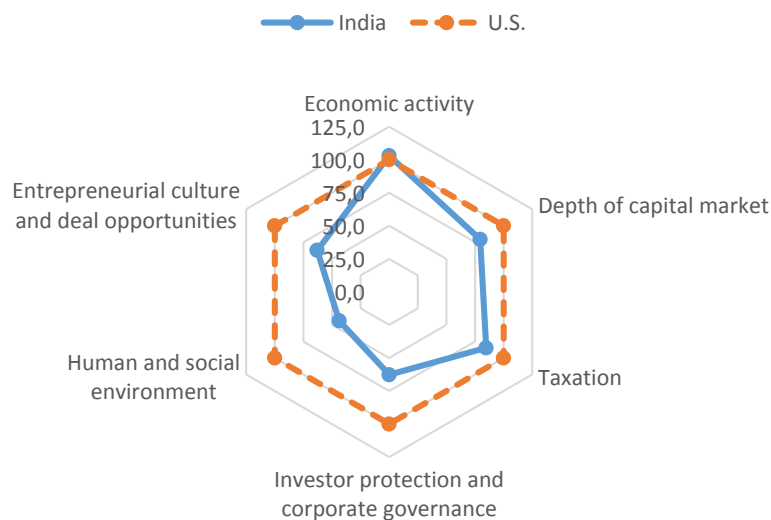 India
U.S.
Economic activity
125,0
100,0
75,0
50,0
25,0
0,0
Depth of capital market
Taxation
Investor protection and
corporate governance
Human and social
environment
Entrepreneurial culture
and deal opportunities